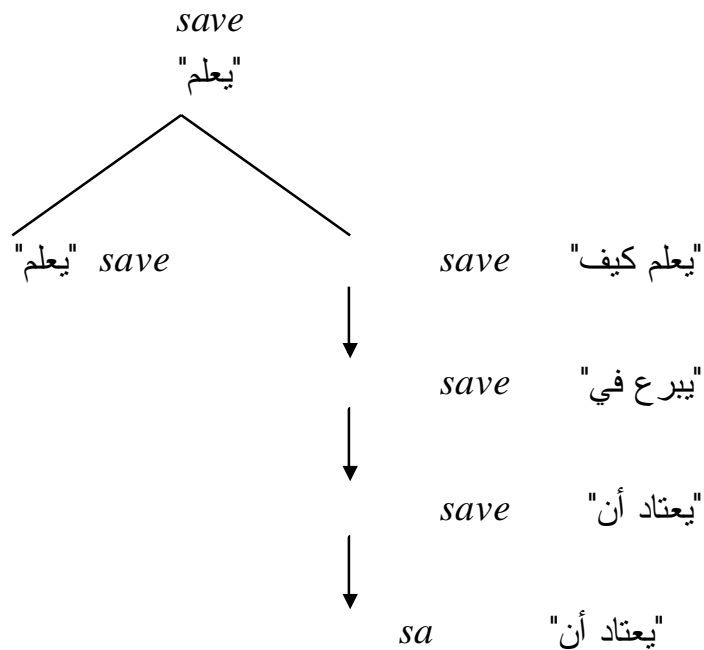 save
"يعلم"
"يعلم" save
save "يعلم كيف"
save "يبرع في"
save "يعتاد أن"
sa "يعتاد أن"